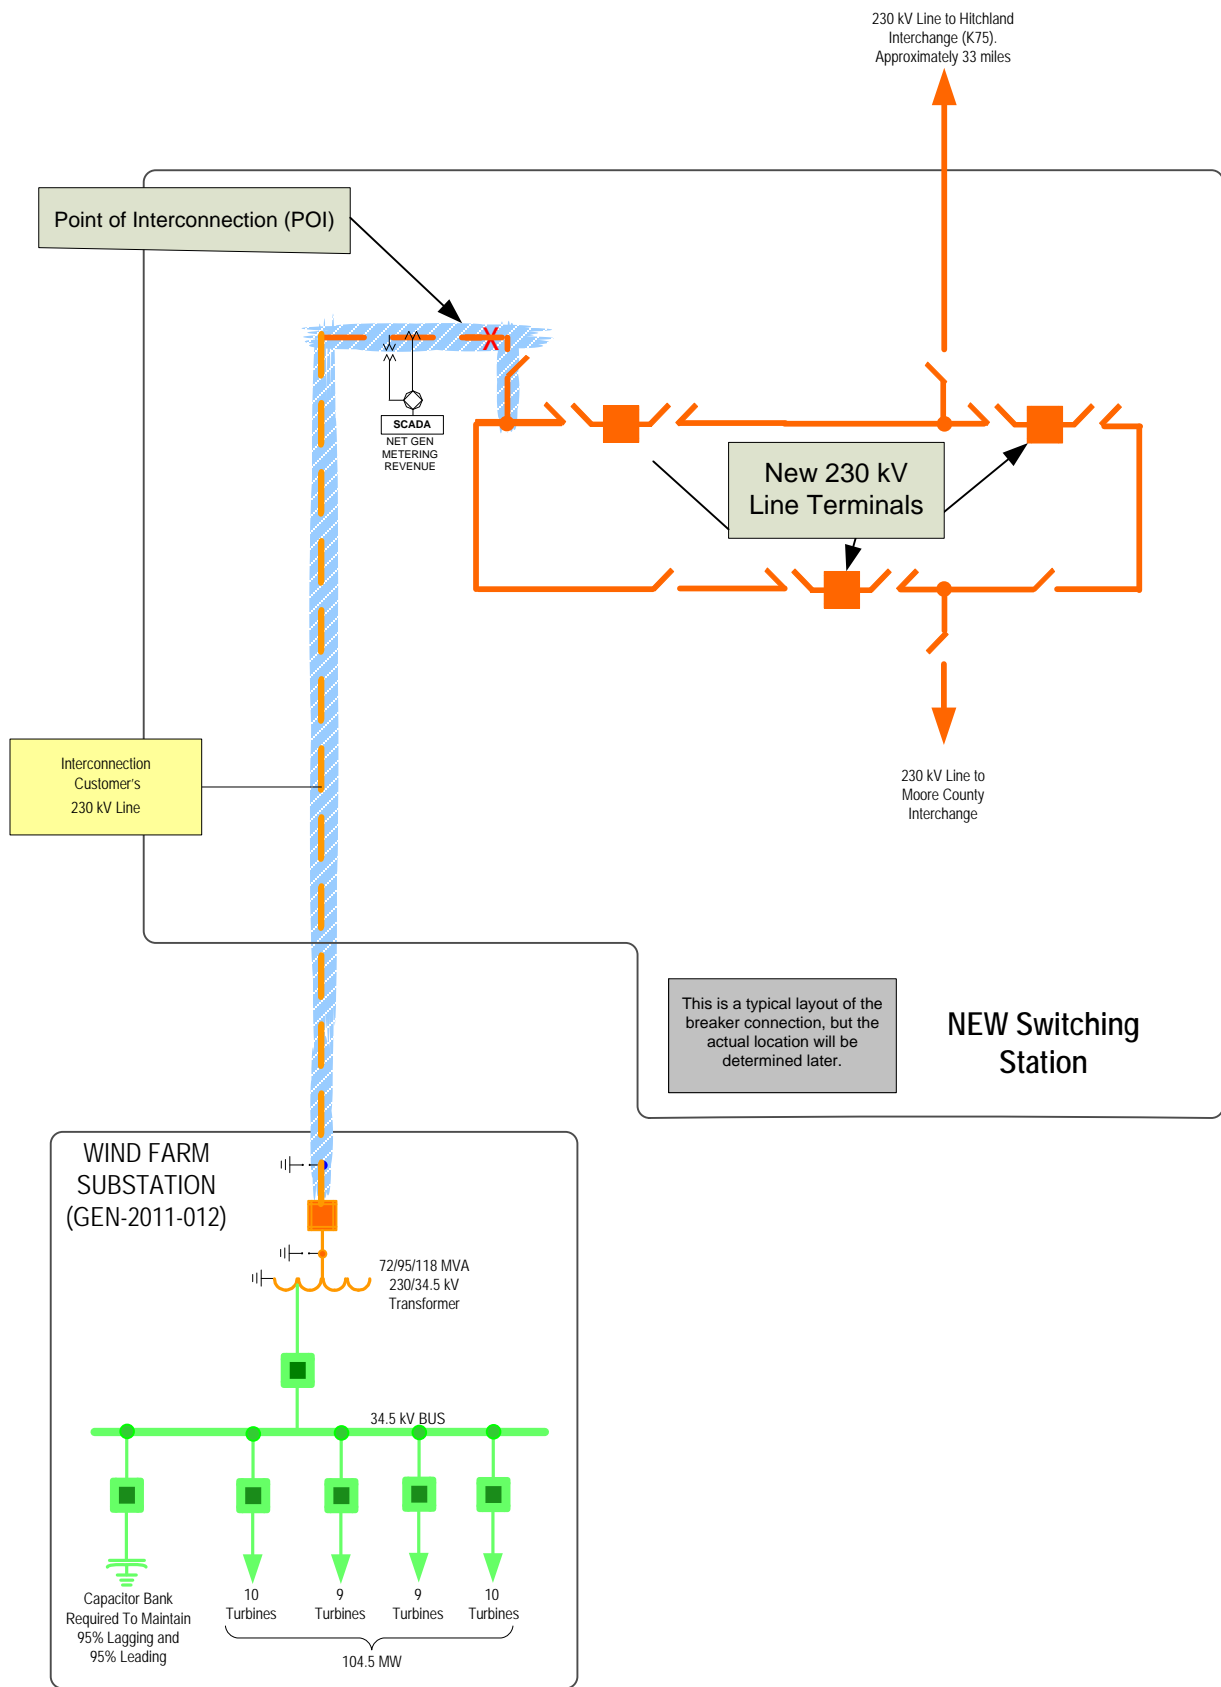 230 kV Line to Hitchland
Interchange (K75).
Approximately 33 miles
Point of Interconnection (POI)
X
SCADA
NET GEN
METERING
REVENUE
New 230 kV
Line Terminals
Interconnection
Customer's
230 kV Line
230 kV Line to
Moore County
Interchange
This is a typical layout of the
breaker connection, but the
actual location will be
determined later.
NEW Switching
Station
WIND FARM
SUBSTATION
(GEN-2011-012)
72/95/118 MVA
230/34.5 kV
Transformer
34.5 kV BUS
Capacitor Bank
Required To Maintain
95% Lagging and
95% Leading
10
Turbines
9
Turbines
9
Turbines
10
Turbines
104.5 MW